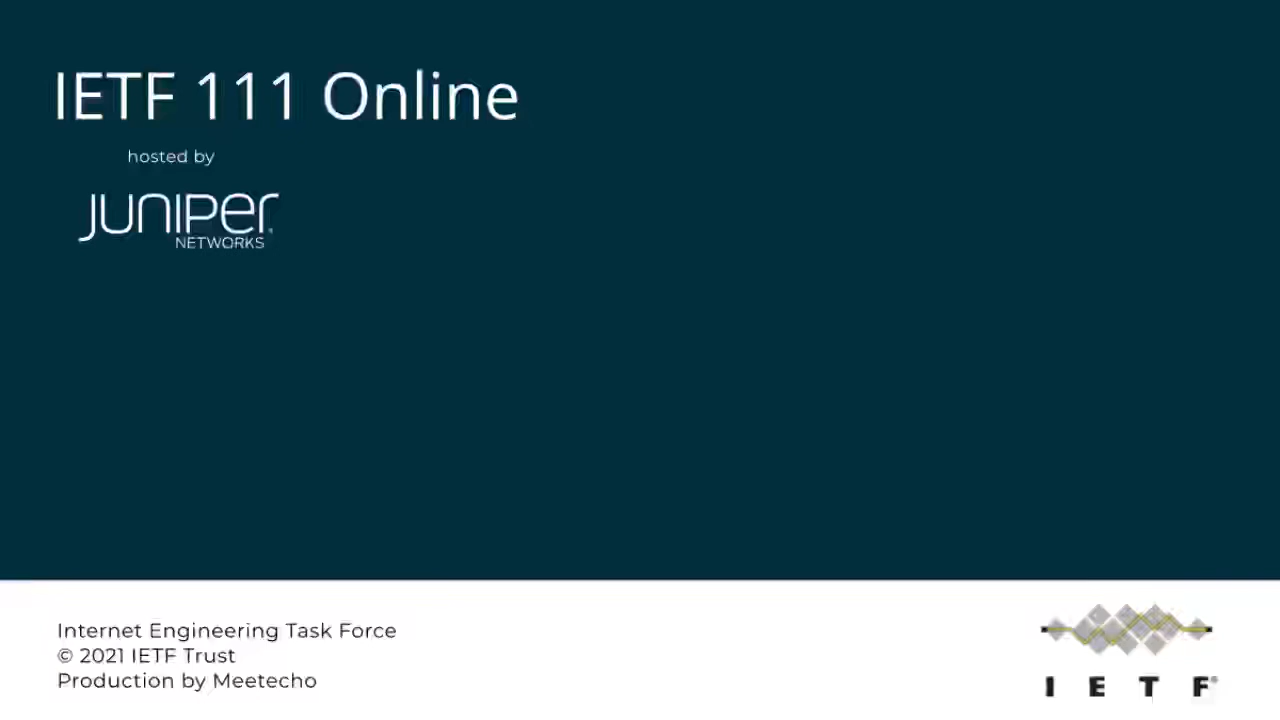 IETF 111 Online
hosted by
JUNIPER
NETWORKS
Internet Engineering Task Force
© 2021 IETF Trust
Production by Meetecho
I E T F®